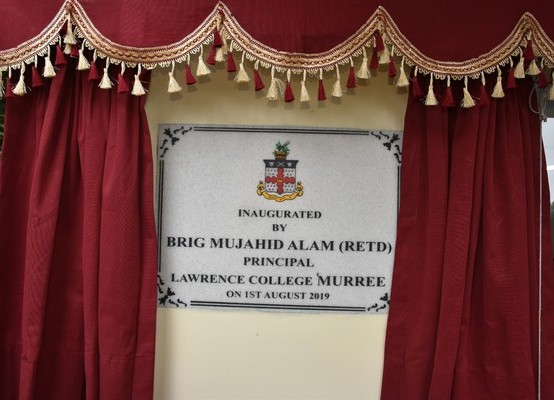 INAUGURATED
BY
BRIG MUJAHID ALAM (RETD)
PRINCIPAL
LAWRENCE COLLEGE MURREE
ON 1ST AUGUST 2019